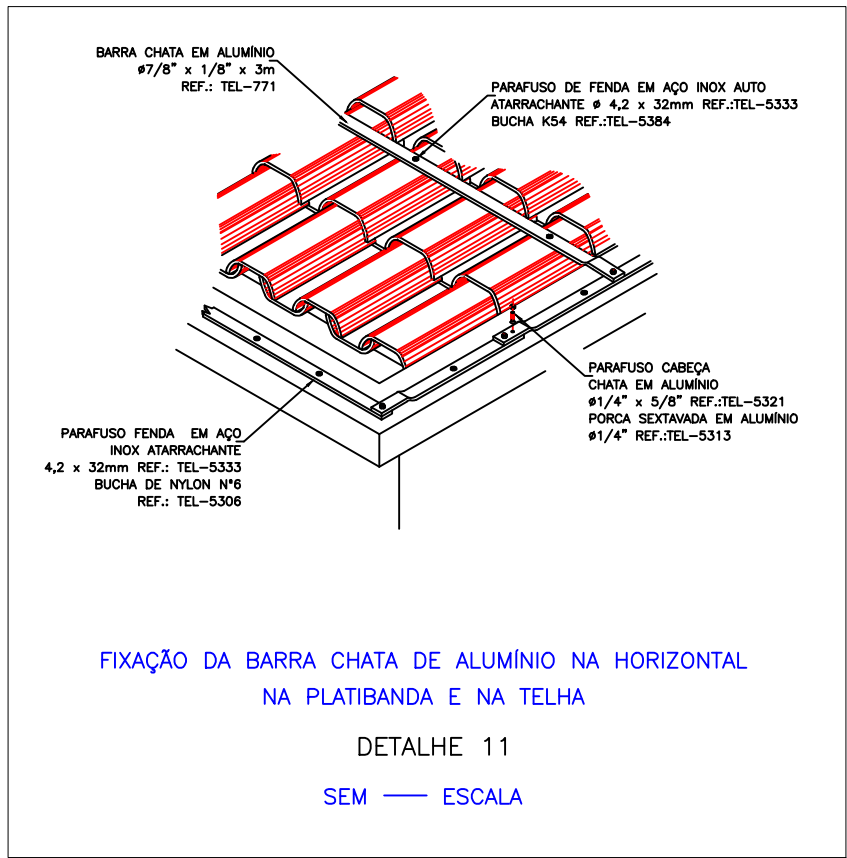 BARRA CHATA EM ALUMÍNIO
ø7/8" x 1/8" x 3m
REF.: TEL-771
PARAFUSO DE FENDA EM AÇO INOX AUTO
ATARRACHANTE ø 4,2 x 32mm REF.:TEL-5333
BUCHA K54 REF.:TEL-5384
PARAFUSO CABEÇA
CHATA EM ALUMÍNIO
ø1/4" x 5/8" REF.:TEL-5321
PORCA SEXTAVADA EM ALUMÍNIO
ø1/4" REF.:TEL-5313
PARAFUSO FENDA EM AÇO
INOX ATARRACHANTE
4,2 x 32mm REF.: TEL-5333
BUCHA DE NYLON N°6
REF.: TEL-5306
FIXAÇÃO DA BARRA CHATA DE ALUMÍNIO NA HORIZONTAL
NA PLATIBANDA E NA TELHA
DETALHE 11
SEM — ESCALA